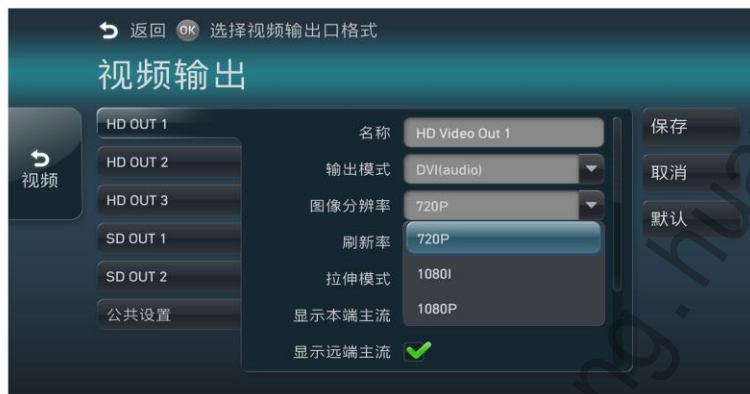 返回 OK 选择视频输出口格式
视频输出
视频
HD OUT 1
HD OUT 2
HD OUT 3
SD OUT 1
SD OUT 2
公共设置
名称 HD Video Out 1
输出模式 DVI(audio)
图像分辨率 720P
刷新率
720P
1080I
1080P
拉伸模式
显示本端主流
显示远端主流
保存
取消
默认
ng.hua